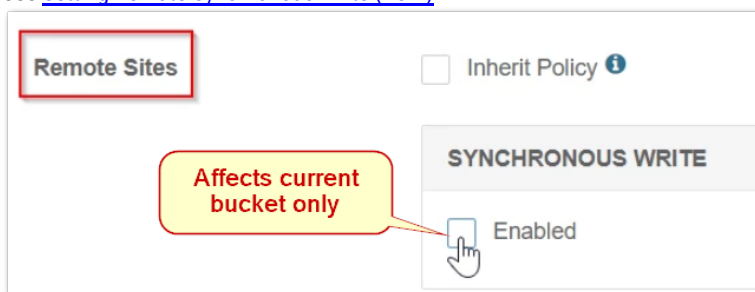 Remote Sites
Inherit Policy
SYNCHRONOUS WRITE
Affects current
bucket only
Enabled